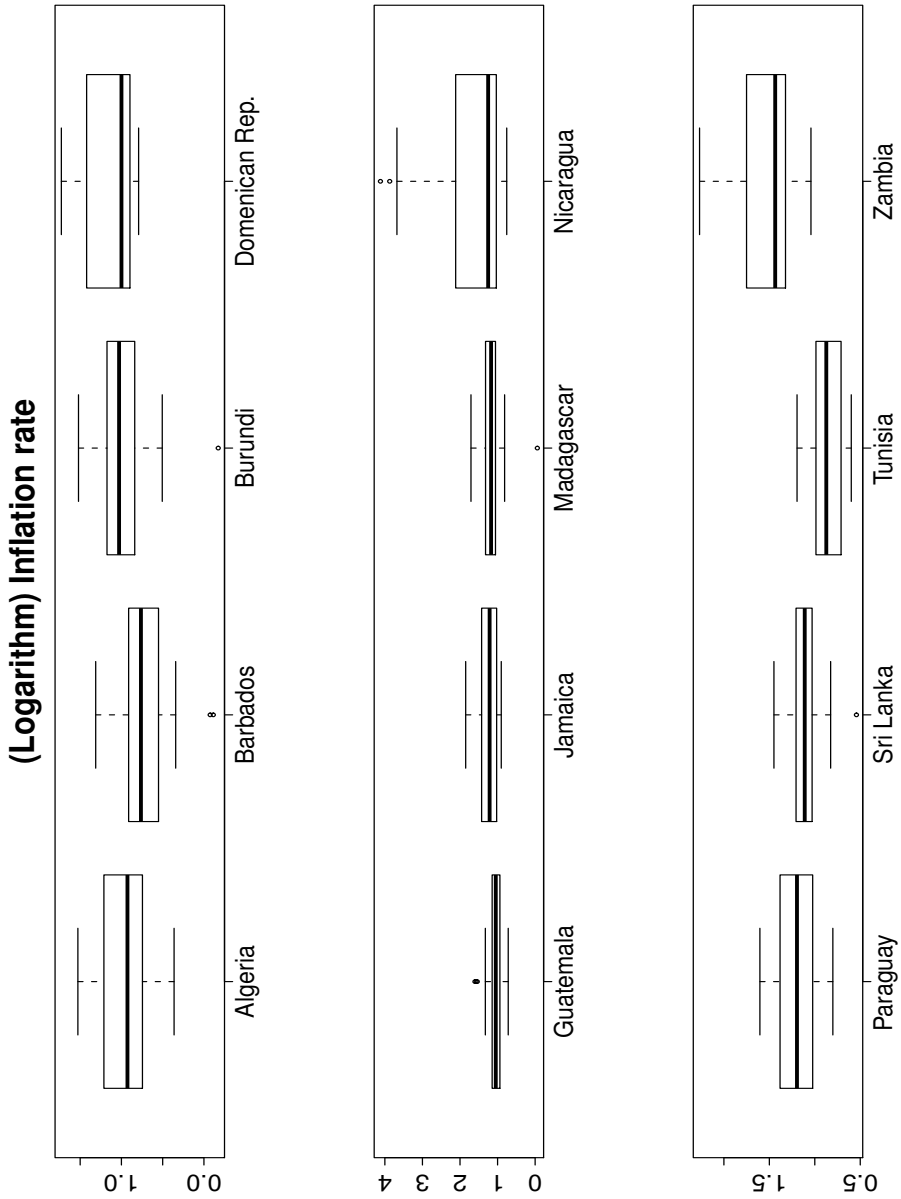 (Logarithm) Inflation rate
0.0
1.0
Algeria
Barbados
Burundi
Domenican Rep.
0
1
2
3
4
Guatemala
Jamaica
Madagascar
Nicaragua
0.5
1.5
Paraguay
Sri Lanka
Tunisia
Zambia